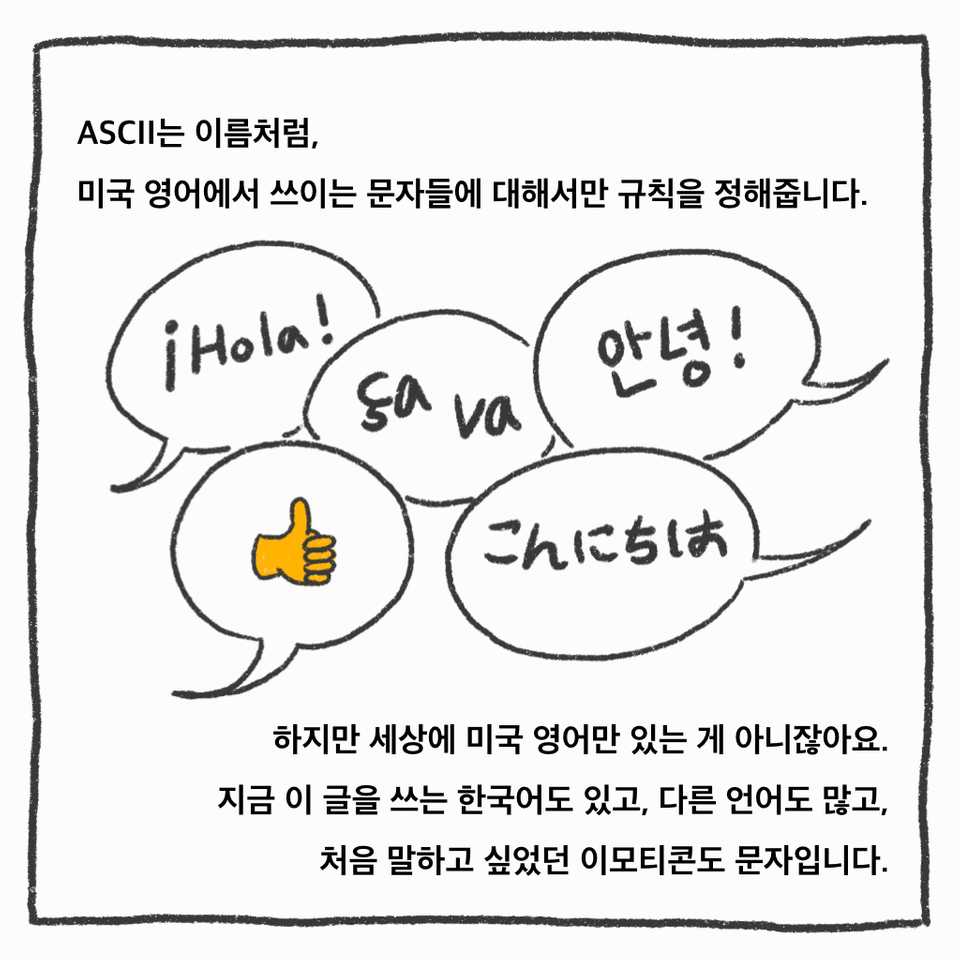 ASCII는 이름처럼,
미국 영어에서 쓰이는 문자들에 대해서만 규칙을 정해줍니다.
¡Hola!
ça va
안녕!
こんにちは
하지만 세상에 미국 영어만 있는 게 아니잖아요.
지금 이 글을 쓰는 한국어도 있고, 다른 언어도 많고,
처음 말하고 싶었던 이모티콘도 문자입니다.